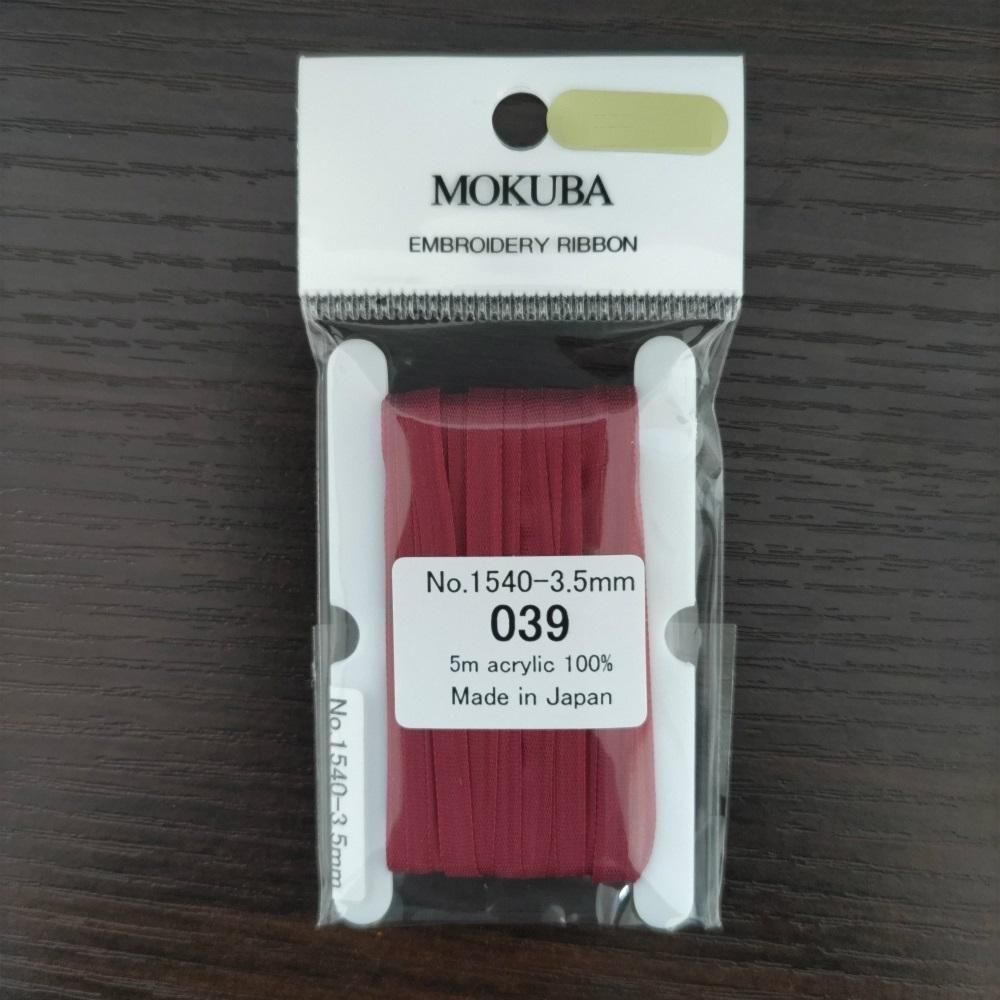 MOKUBA
EMBROIDERY RIBBON
No.1540-3.5mm
039
5m acrylic 100%
Made in Japan
No.1540-3.5mm